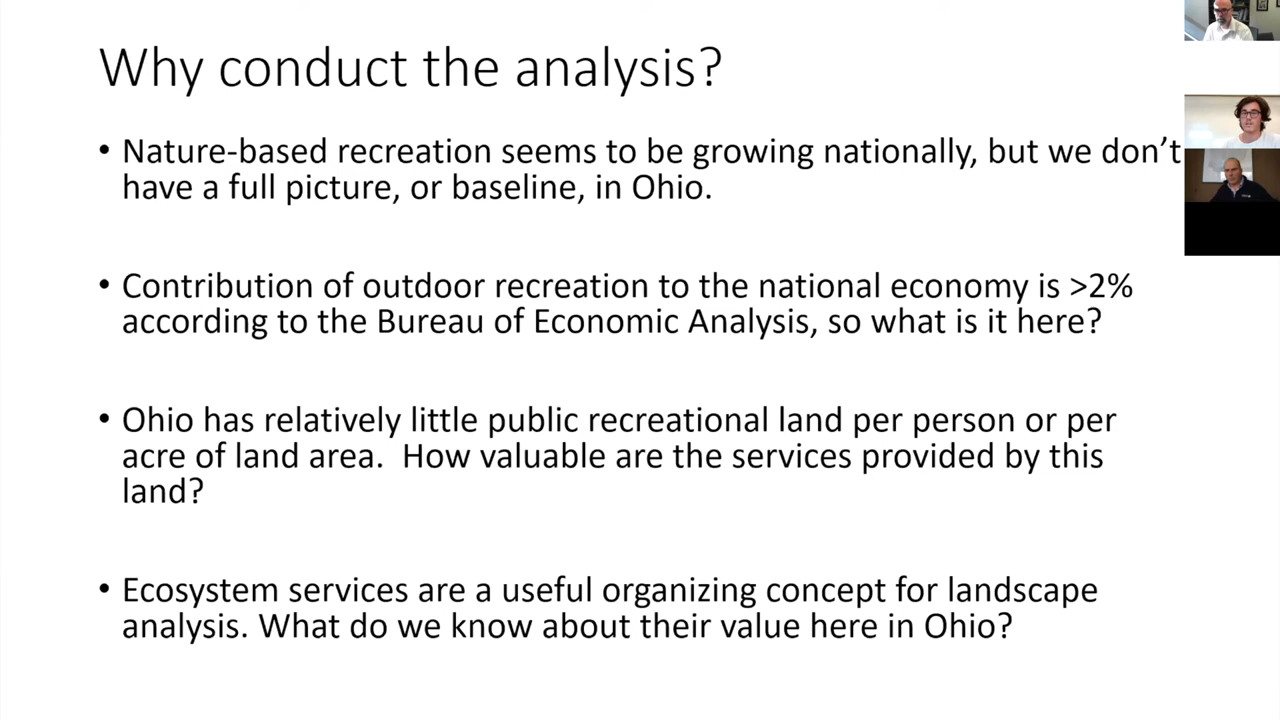 Why conduct the analysis?
• Nature-based recreation seems to be growing nationally, but we don’t
have a full picture, or baseline, in Ohio.
• Contribution of outdoor recreation to the national economy is >2%
according to the Bureau of Economic Analysis, so what is it here?
• Ohio has relatively little public recreational land per person or per
acre of land area.  How valuable are the services provided by this
land?
• Ecosystem services are a useful organizing concept for landscape
analysis. What do we know about their value here in Ohio?